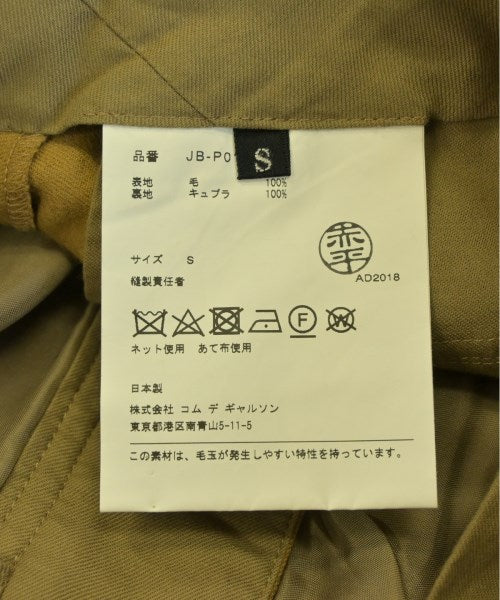 品番 JB-P0
S
表地 毛 100%
裏地 キュプラ 100%
サイズ S
縫製責任者
赤平
AD2018
F
W
ネット使用 あて布使用
日本製
株式会社 コム デ ギャルソン
東京都港区南青山5-11-5
この素材は、毛玉が発生しやすい特性を持っています。